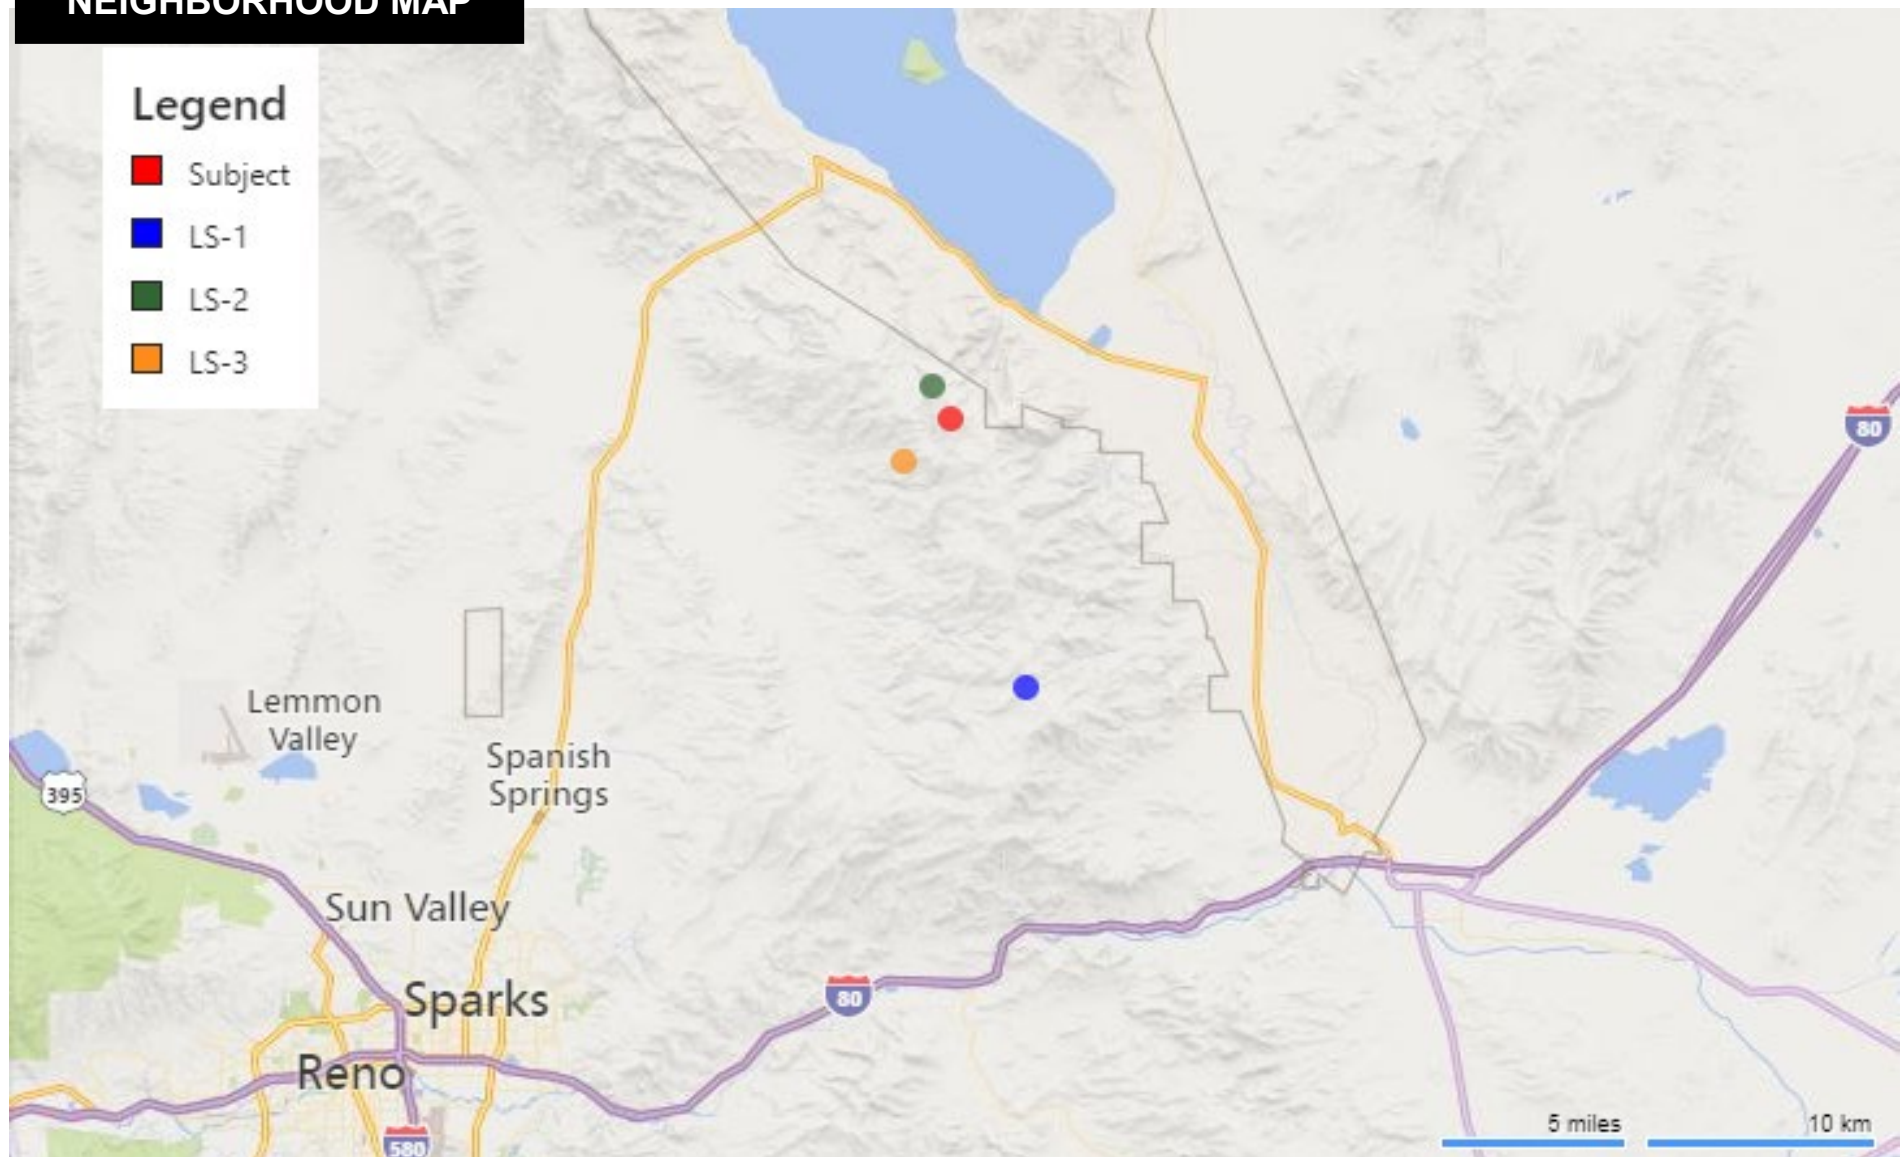 NEIGHBORHOOD MAP
Legend
Subject
LS-1
LS-2
LS-3
80
Lemmon
Valley
Spanish
Springs
395
Sun Valley
Sparks
80
Reno
580
5 miles
10 km